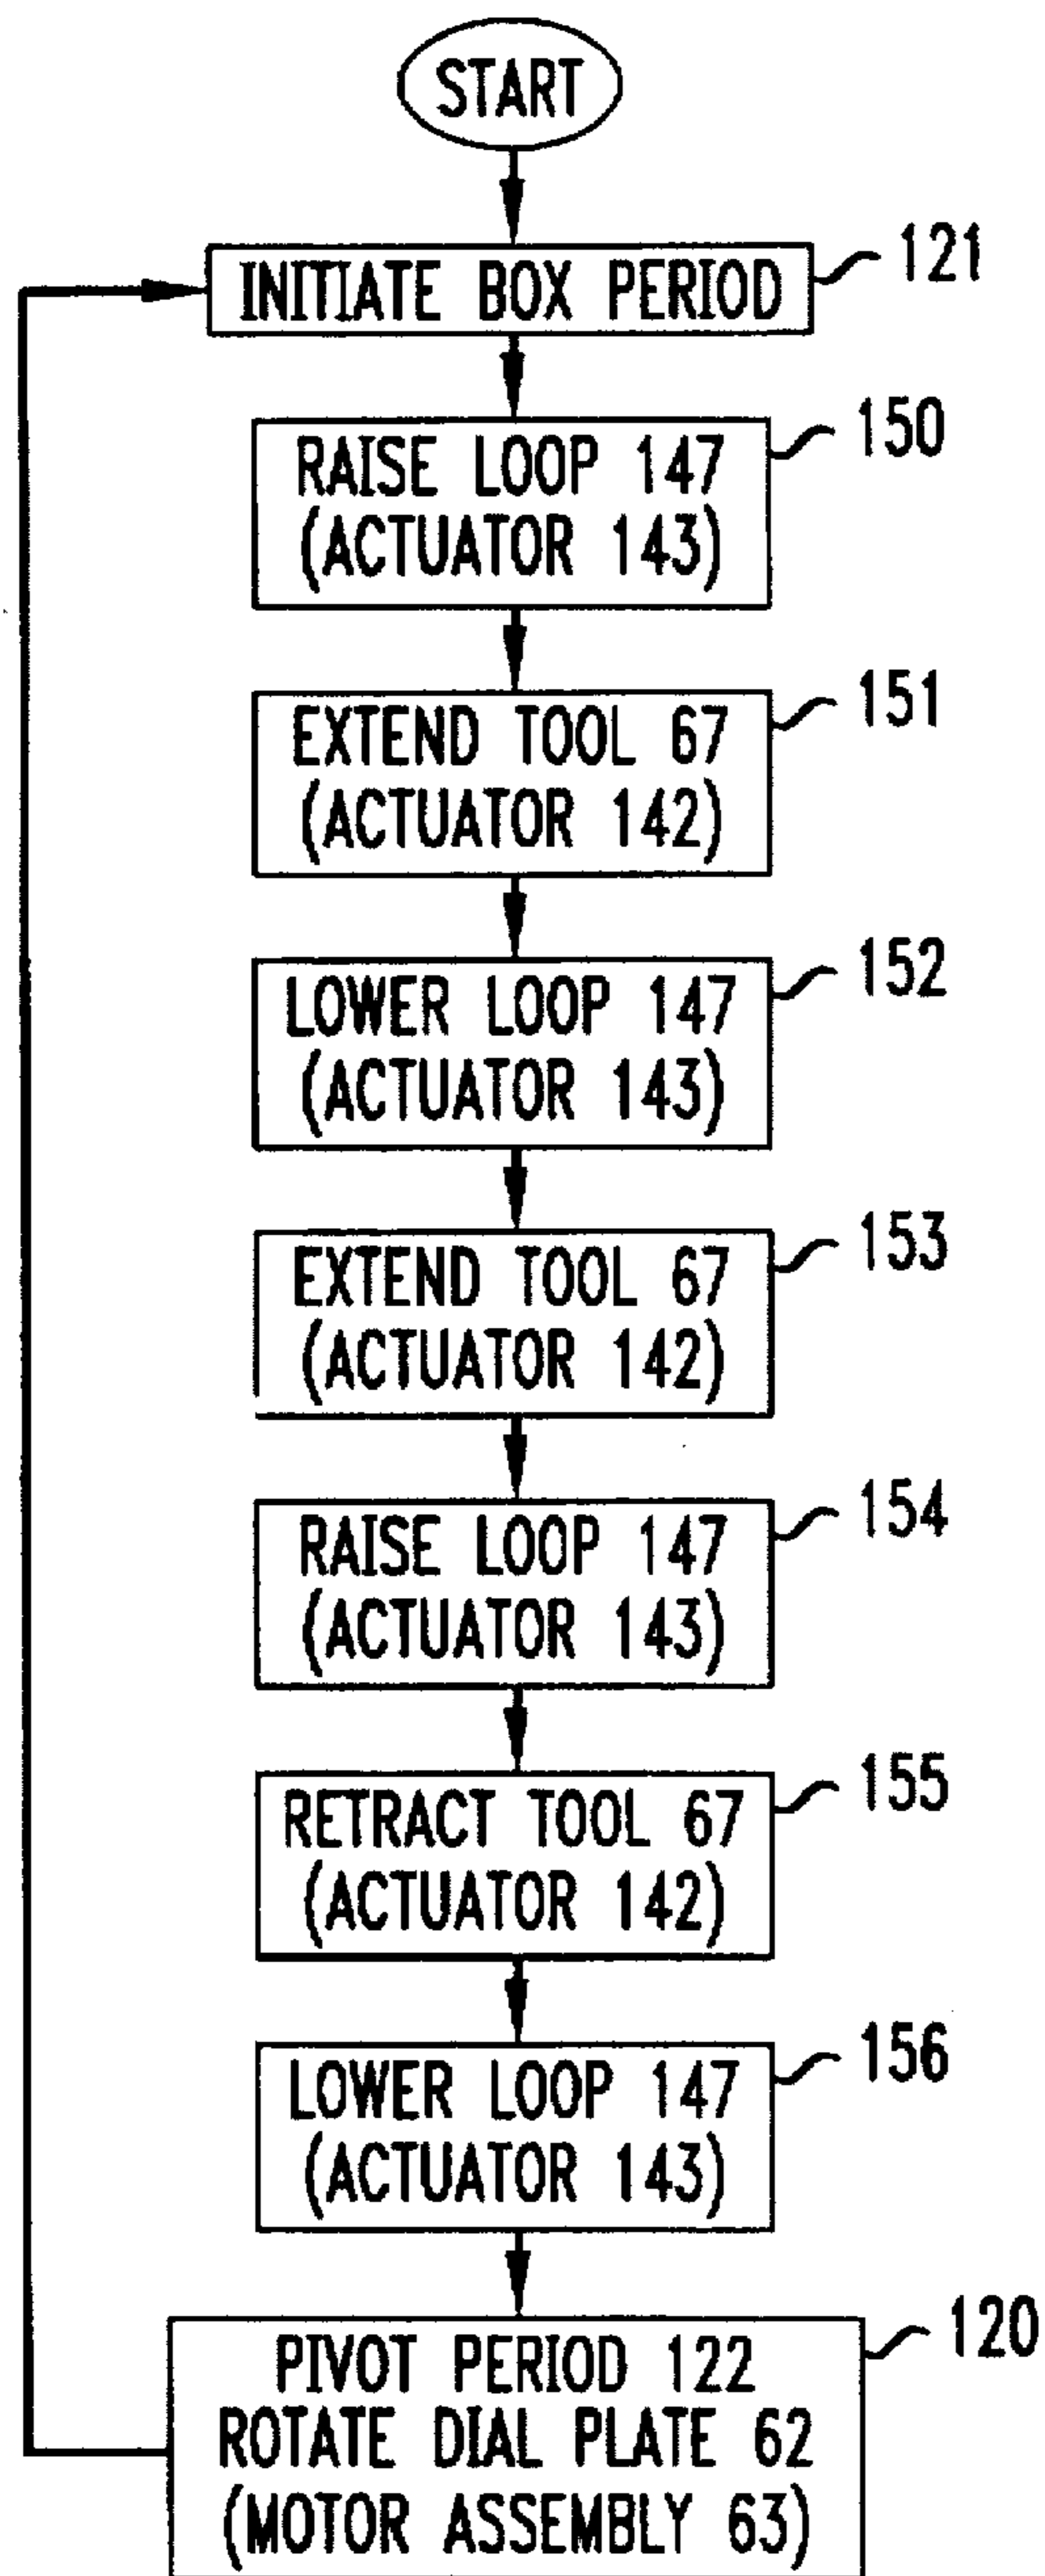 START
INITIATE BOX PERIOD
121
RAISE LOOP 147
(ACTUATOR 143)
150
EXTEND TOOL 67
(ACTUATOR 142)
151
LOWER LOOP 147
(ACTUATOR 143)
152
EXTEND TOOL 67
(ACTUATOR 142)
153
RAISE LOOP 147
(ACTUATOR 143)
154
RETRACT TOOL 67
(ACTUATOR 142)
155
LOWER LOOP 147
(ACTUATOR 143)
156
PIVOT PERIOD 122
ROTATE DIAL PLATE 62
(MOTOR ASSEMBLY 63)
120